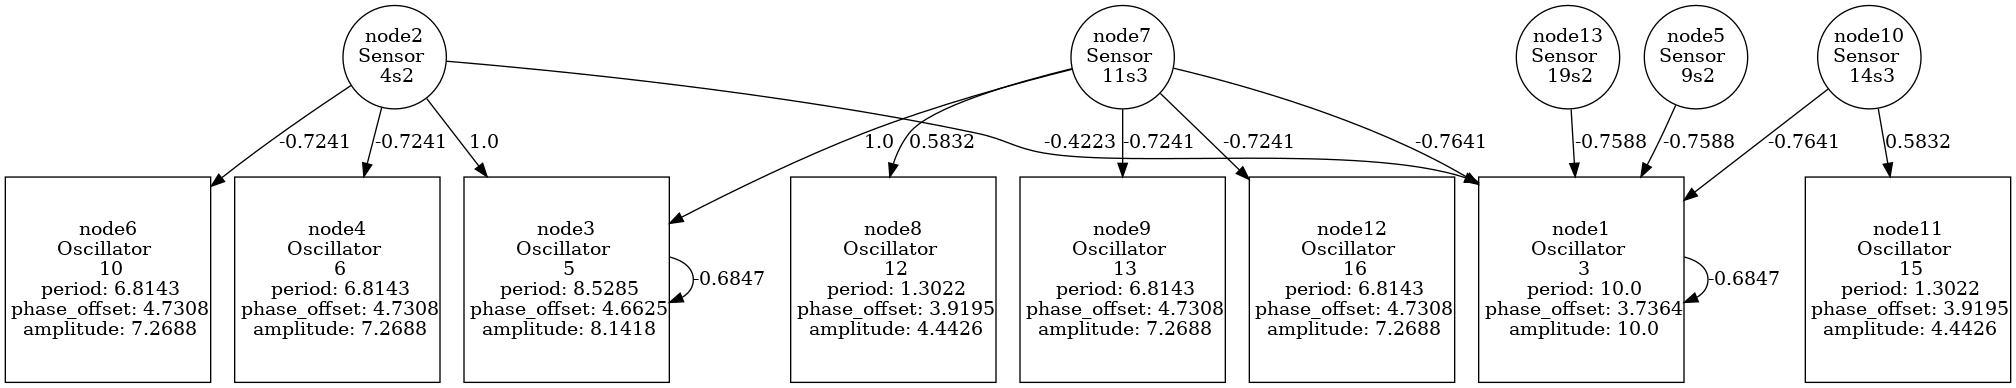 node2
Sensor
4s2
node7
Sensor
11s3
node13
Sensor
19s2
node5
Sensor
9s2
node10
Sensor
14s3
-0.7241
-0.7241
1.0
-0.4223
1.0
0.5832
-0.7241
-0.7241
-0.7641
-0.7588
-0.7588
-0.7641
0.5832
node6
Oscillator
10
period: 6.8143
phase_offset: 4.7308
amplitude: 7.2688
node4
Oscillator
6
period: 6.8143
phase_offset: 4.7308
amplitude: 7.2688
node3
Oscillator
5
period: 8.5285
phase_offset: 4.6625
amplitude: 8.1418
-0.6847
node8
Oscillator
12
period: 1.3022
phase_offset: 3.9195
amplitude: 4.4426
node9
Oscillator
13
period: 6.8143
phase_offset: 4.7308
amplitude: 7.2688
node12
Oscillator
16
period: 6.8143
phase_offset: 4.7308
amplitude: 7.2688
node1
Oscillator
3
period: 10.0
phase_offset: 3.7364
amplitude: 10.0
-0.6847
node11
Oscillator
15
period: 1.3022
phase_offset: 3.9195
amplitude: 4.4426